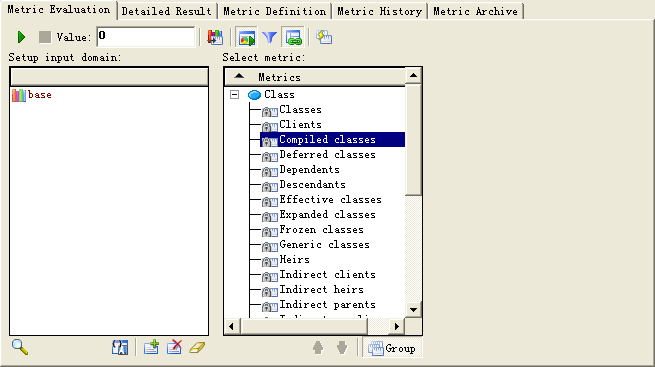 Metric Evaluation Detailed Result Metric Definition Metric History Metric Archive
Value: 0
Setup input domain: Select metric:
Metrics
base
Class
Classes
Clients
Compiled classes
Deferred classes
Dependents
Descendants
Effective classes
Expanded classes
Frozen classes
Generic classes
Heirs
Indirect clients
Indirect heirs
Indirect parents
Group